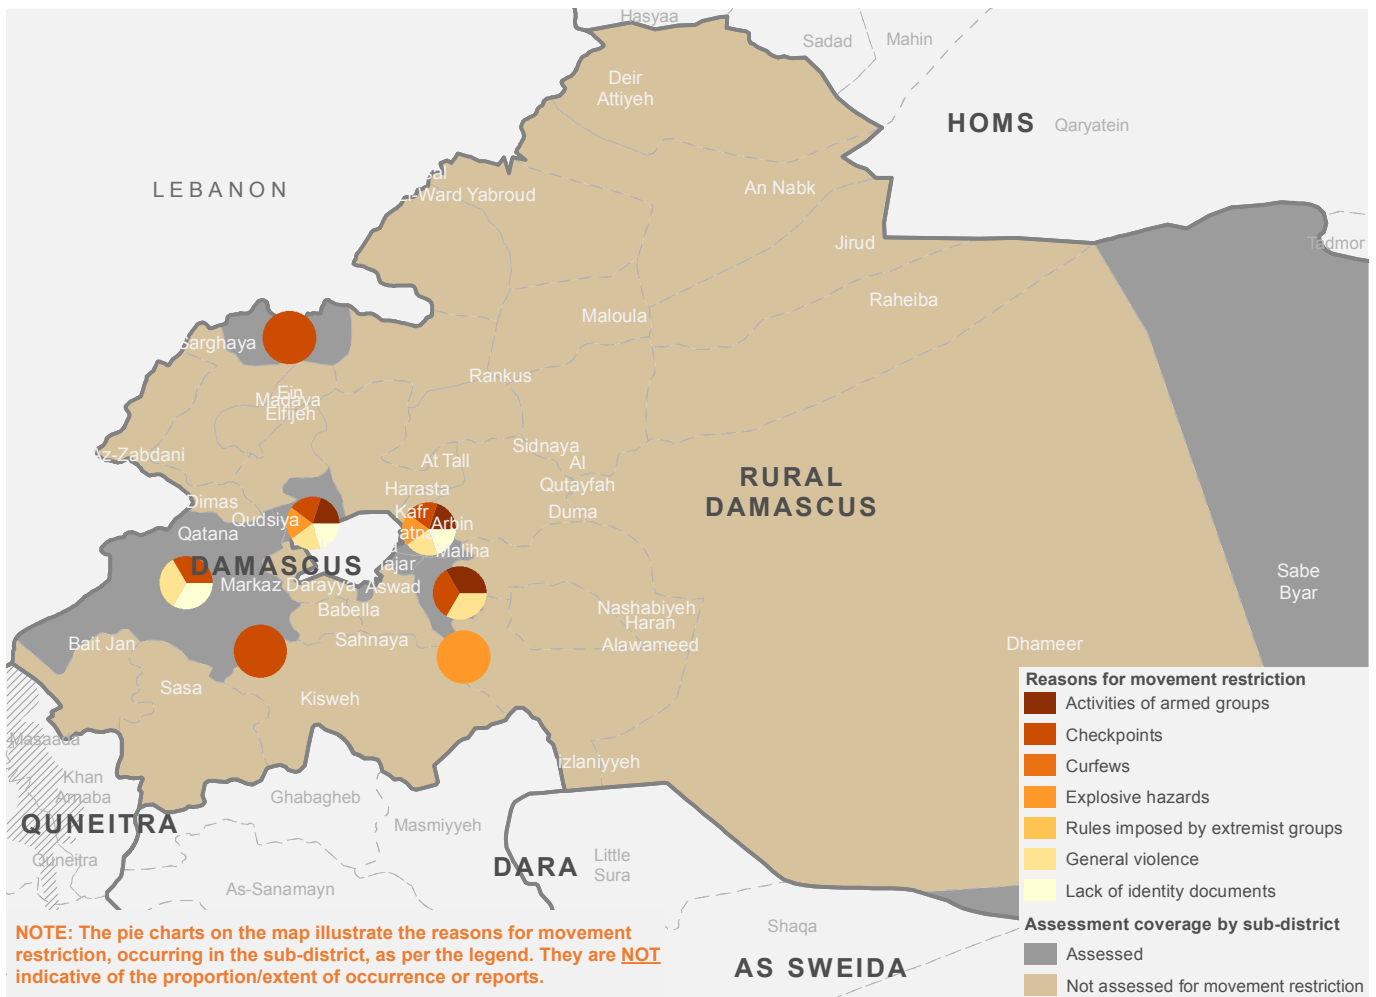 Hasyaa
Sadad
Mahin
Deir
Attiyeh
HOMS
Qaryatein
LEBANON
An Nabk
El-Ward Yabroud
Jirud
Tadmor
Raheiba
Maloula
Sarghaya
Rankus
Ein
Madaya
Elfijeh
Az-Zabdani
Sidnaya
At Tall
Al
Qutayfah
RURAL
DAMASCUS
Harasta
Dimas
Kafr
Duma
Qudsiya
Arbin
Qatana
Maliha
DAMASCUS
Markaz Darayya
Aswad
Sabe
Byar
Babella
Nashabiyeh
Haran
Alawameed
Bait Jan
Sahnaya
Dhameer
Sasa
Kisweh
Masaada
izlaniyyeh
Khan
Arnaba
Ghabagheb
QUNEITRA
Masmiyyeh
Quneitra
DARA
Little
Sura
As-Sanamayn
Shaqa
AS SWEIDA
Reasons for movement restriction
Activities of armed groups
Checkpoints
Curfews
Explosive hazards
Rules imposed by extremist groups
General violence
Lack of identity documents
Assessment coverage by sub-district
Assessed
Not assessed for movement restriction
NOTE: The pie charts on the map illustrate the reasons for movement
restriction, occurring in the sub-district, as per the legend. They are NOT
indicative of the proportion/extent of occurrence or reports.